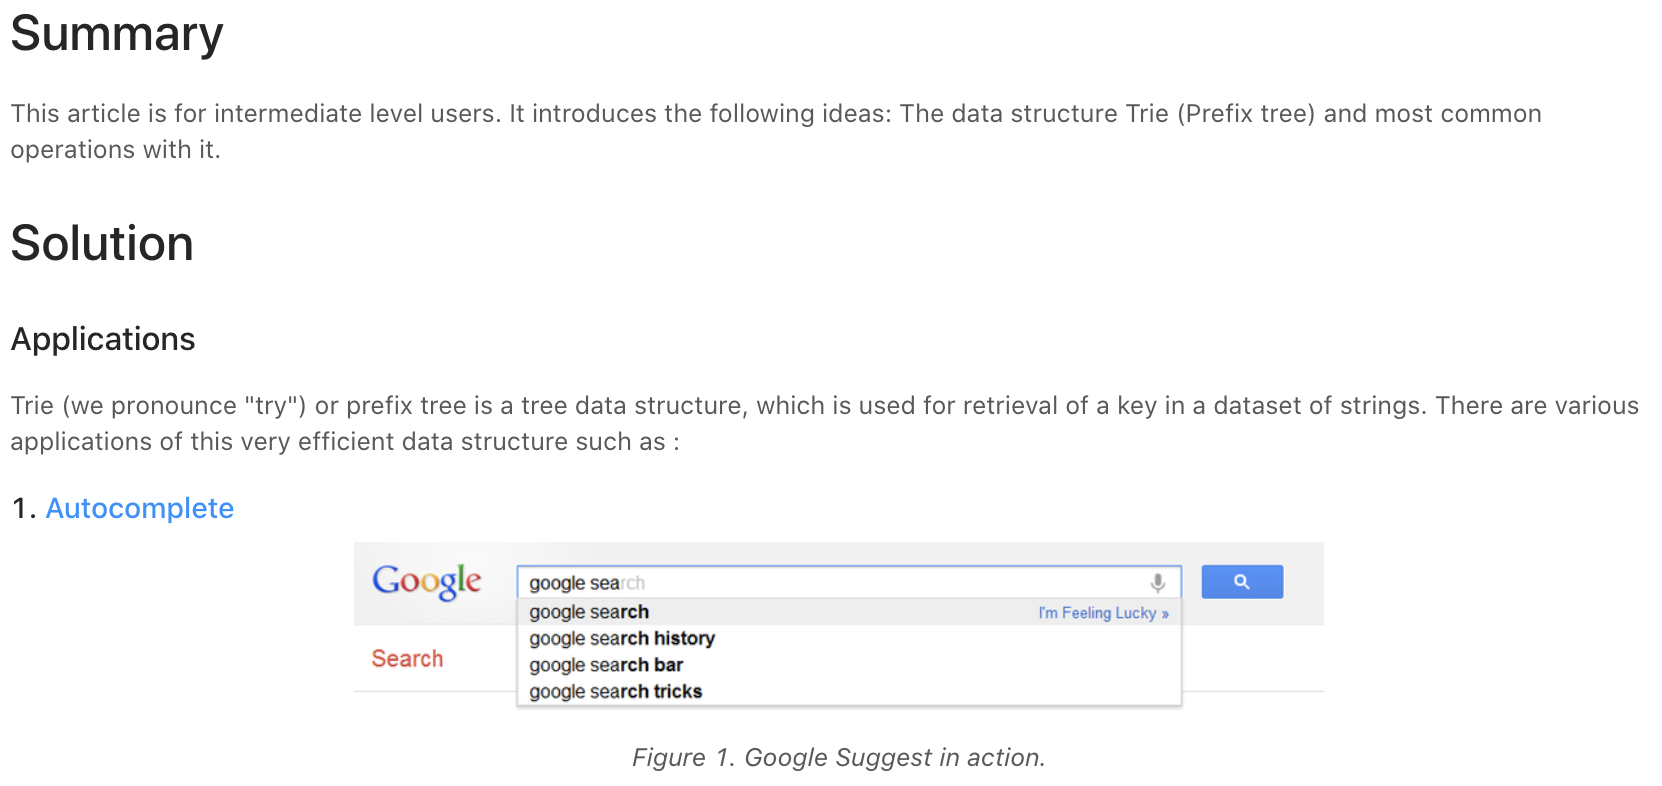 Summary
This article is for intermediate level users. It introduces the following ideas: The data structure Trie (Prefix tree) and most common
operations with it.
Solution
Applications
Trie (we pronounce "try") or prefix tree is a tree data structure, which is used for retrieval of a key in a dataset of strings. There are various
applications of this very efficient data structure such as :
1. Autocomplete
Google
google search
google search I'm Feeling Lucky »
google search history
Search
google search bar
google search tricks
Figure 1. Google Suggest in action.